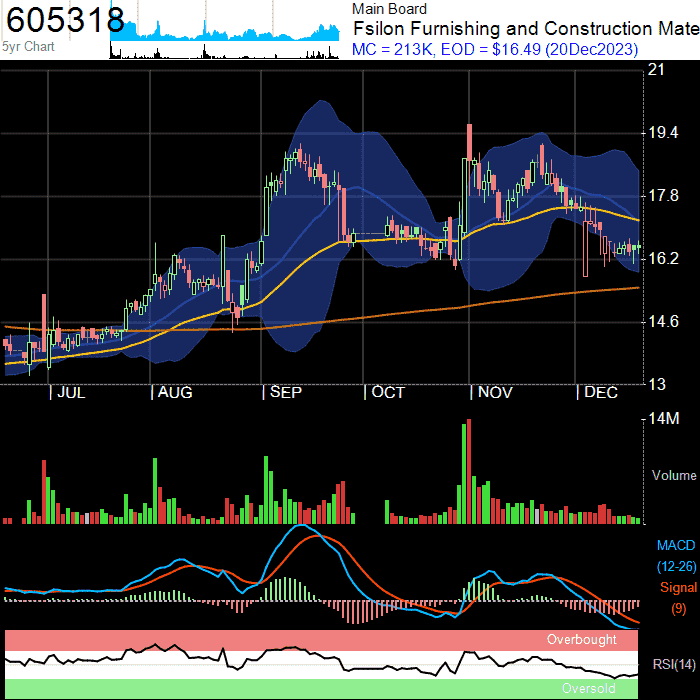 605318
Main Board
Fsilon Furnishing and Construction Mate
5yr Chart
MC = 213K, EOD = $16.49 (20Dec2023)
21
19.4
17.8
16.2
14.6
13
JUL
AUG
SEP
OCT
NOV
DEC
14M
Volume
MACD
(12-26)
Signal
(9)
Overbought
RSI(14)
Oversold